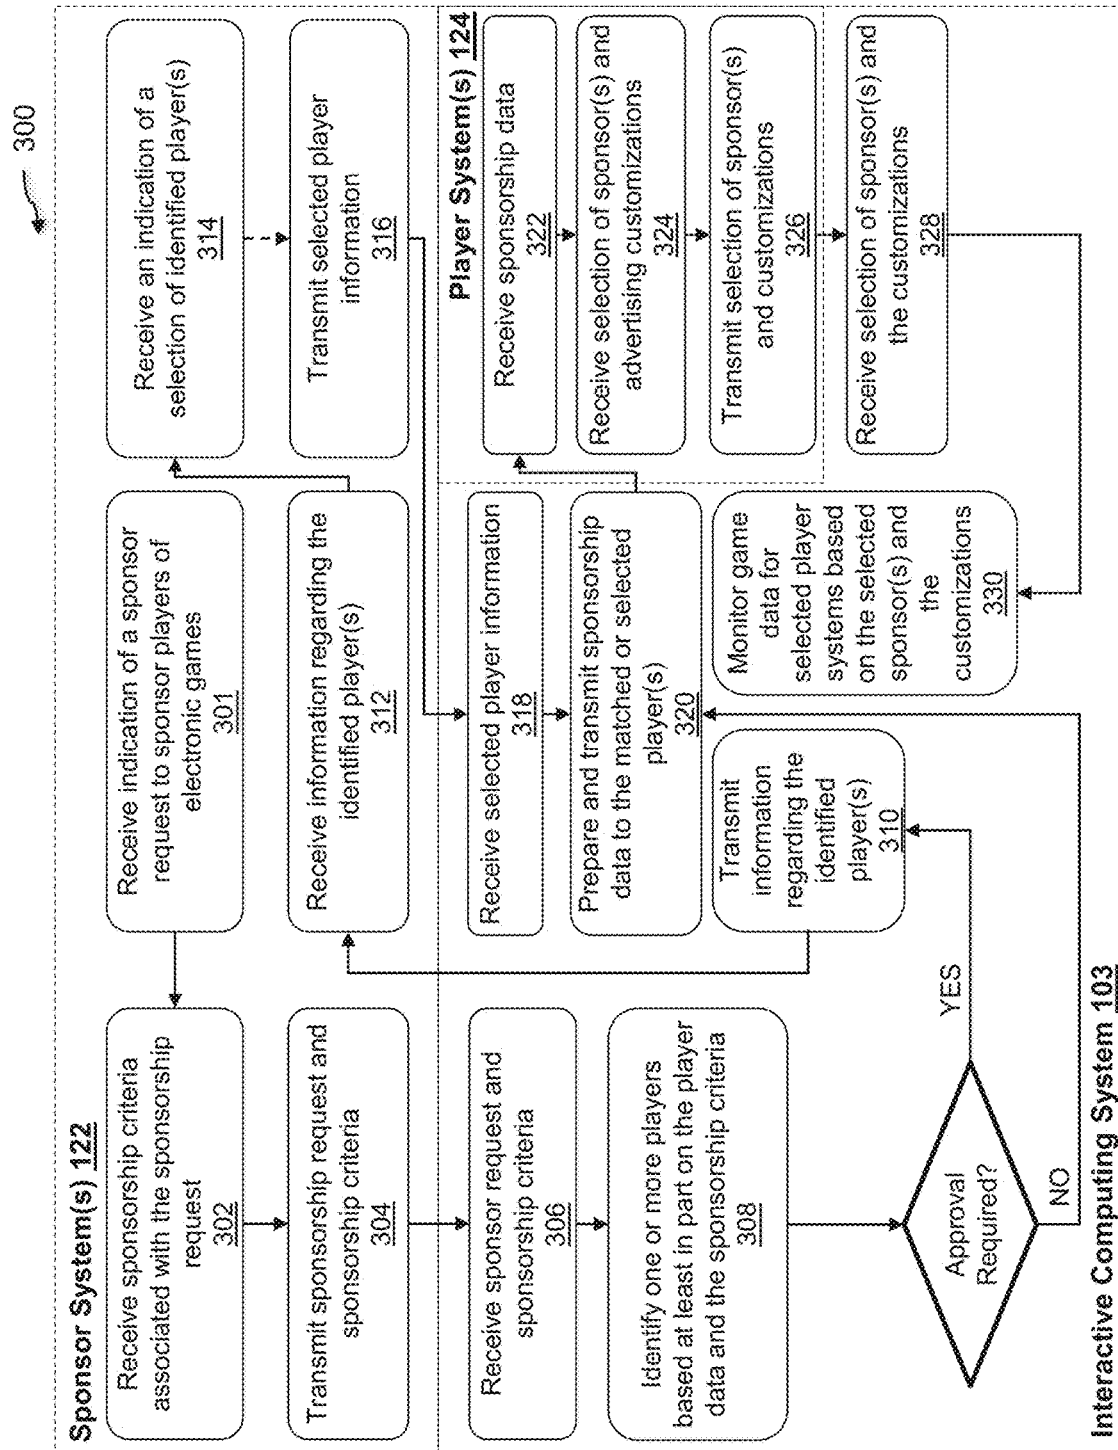 300
Sponsor System(s) 122
Receive indication of a sponsor
request to sponsor players of
electronic games
301
Receive sponsorship criteria
associated with the sponsorship
request
302
Transmit sponsorship request and
sponsorship criteria
304
Receive sponsor request and
sponsorship criteria
306
Identify one or more players
based at least in part on the player
data and the sponsorship criteria
308
Approval
Required?
YES
NO
Transmit
information
regarding the
identified
player(s)
310
Receive information regarding the
identified player(s)
312
Receive an indication of a
selection of identified player(s)
314
Transmit selected player
information
316
Receive selected player information
318
Prepare and transmit sponsorship
data to the matched or selected
player(s)
320
Player System(s) 124
Receive sponsorship data
322
Receive selection of sponsor(s) and
advertising customizations
324
Transmit selection of sponsor(s)
and customizations
326
Receive selection of sponsor(s) and
the customizations
328
Monitor game
data for
selected player
systems based
on the selected
sponsor(s) and
the
customizations
330
Interactive Computing System 103